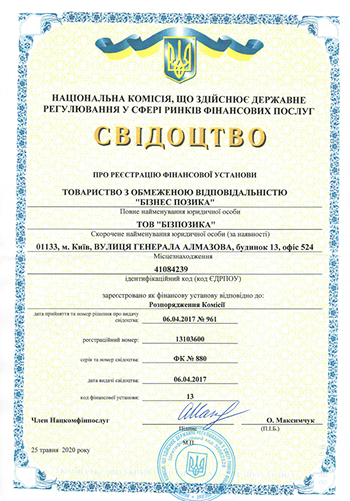 НАЦІОНАЛЬНА КОМІСІЯ, ЩО ЗДІЙСНЮЄ ДЕРЖАВНЕ
РЕГУЛЮВАННЯ У СФЕРІ РИНКІВ ФІНАНСОВИХ ПОСЛУГ
СВІДОЦТВО
ПРО РЕЄСТРАЦІЮ ФІНАНСОВОЇ УСТАНОВИ
ТОВАРИСТВО З ОБМЕЖЕНОЮ ВІДПОВІДАЛЬНІСТЮ
"БІЗНЕС ПОЗИКА"
Повне найменування юридичної особи
ТОВ "БІЗПОЗИКА"
Скорочене найменування юридичної особи (за наявності)
01133, м. Київ, ВУЛИЦЯ ГЕНЕРАЛА АЛМАЗОВА, будинок 13, офіс 524
Місцезнаходження
41084239
ідентифікаційний код (код ЄДРПОУ)
зареєстровано як фінансову установу відповідно до:
Розпорядження Комісії
дата прийняття та номер рішення про видачу свідоцтва: 06.04.2017 № 961
реєстраційний номер: 13103600
серія та номер свідоцтва: ФК № 880
дата видачі свідоцтва: 06.04.2017
код фінансової установи: 13
Член Нацкомфінпослуг О. Максимчук
Підпис (П.І.Б.)
М.П.
25 травня 2020 року